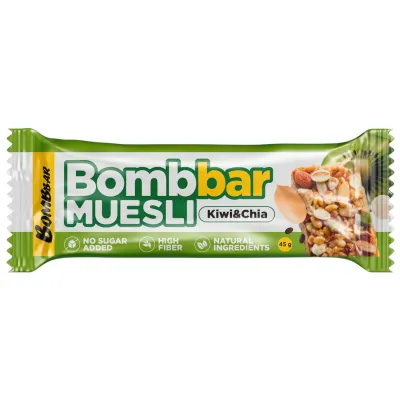 BOMBBAR
Bombbar
MUESLI
Kiwi&Chia
NO SUGAR
ADDED
HIGH
FIBER
NATURAL
INGREDIENTS
45 g